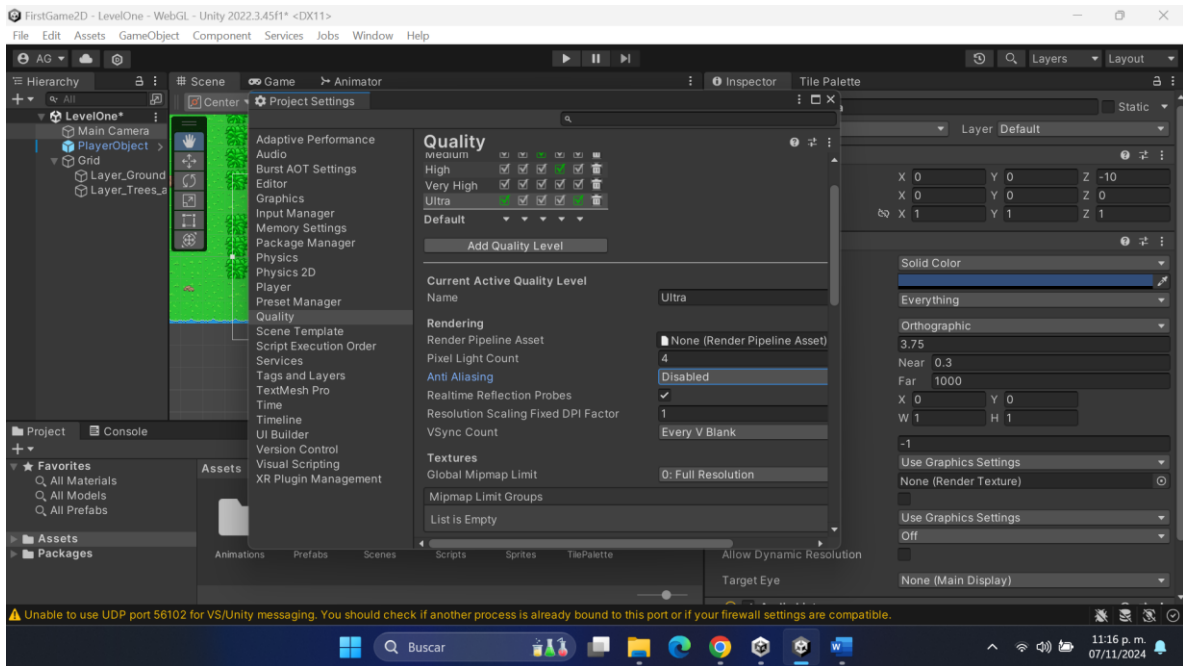 FirstGame2D - LevelOne - WebGL - Unity 2022.3.45f1* <DX11>
File Edit Assets GameObject Component Services Jobs Window Help
AG Layers Layout
Hierarchy Scene Game Animator Inspector Tile Palette
All Center Project Settings Static
LevelOne*
Main Camera Layer Default
PlayerObject
Grid
Layer_Ground
Layer_Trees_a
Adaptive Performance
Audio
Burst AOT Settings
Editor
Graphics
Input Manager
Memory Settings
Package Manager
Physics
Physics 2D
Player
Preset Manager
Quality
Scene Template
Script Execution Order
Services
Tags and Layers
TextMesh Pro
Time
Timeline
UI Builder
Version Control
Visual Scripting
XR Plugin Management
Quality
Medium
High
Very High
Ultra
Default
Add Quality Level
Current Active Quality Level
Name Ultra
Rendering
Render Pipeline Asset None (Render Pipeline Asset)
Pixel Light Count 4
Anti Aliasing Disabled
Realtime Reflection Probes
Resolution Scaling Fixed DPI Factor 1
VSync Count Every V Blank
Textures
Global Mipmap Limit 0: Full Resolution
Mipmap Limit Groups
List is Empty
X 0 Y 0 Z -10
X 0 Y 0 Z 0
X 1 Y 1 Z 1
Solid Color
Everything
Orthographic
3.75
Near 0.3
Far 1000
X 0 Y 0
W 1 H 1
-1
Use Graphics Settings
None (Render Texture)
Use Graphics Settings
Off
Allow Dynamic Resolution
Target Eye None (Main Display)
Project Console
Favorites
All Materials
All Models
All Prefabs
Assets
Packages
Assets
Animations Prefabs Scenes Scripts Sprites TilePalette
Unable to use UDP port 56102 for VS/Unity messaging. You should check if another process is already bound to this port or if your firewall settings are compatible.
Buscar
11:16 p. m.
07/11/2024